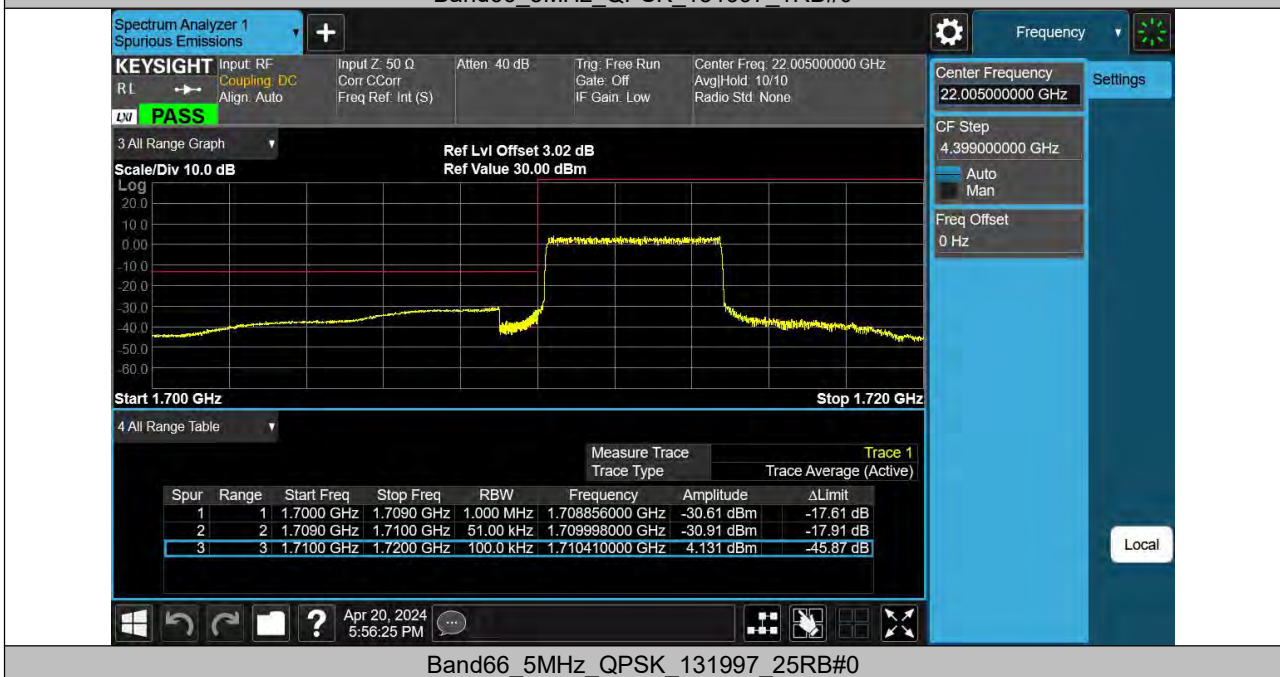 Band66_5MHz_QPSK_131997_1RB#0
Spectrum Analyzer 1
Spurious Emissions
+
Frequency
KEYSIGHT
RL
LXI
PASS
Input: RF
Coupling: DC
Align: Auto
Input Z: 50 Ω
Corr CCorr
Freq Ref: Int (S)
Atten: 40 dB
Trig: Free Run
Gate: Off
IF Gain: Low
Center Freq: 22.005000000 GHz
Avg|Hold: 10/10
Radio Std: None
Center Frequency
22.005000000 GHz
Settings
CF Step
4.399000000 GHz
Auto
Man
Freq Offset
0 Hz
Local
3 All Range Graph
Ref Lvl Offset 3.02 dB
Scale/Div 10.0 dB
Ref Value 30.00 dBm
Log
20.0
10.0
0.00
-10.0
-20.0
-30.0
-40.0
-50.0
-60.0
Start 1.700 GHz
Stop 1.720 GHz
4 All Range Table
Measure Trace Trace 1
Trace Type Trace Average (Active)
Spur Range Start Freq Stop Freq RBW Frequency Amplitude ΔLimit
1 1 1.7000 GHz 1.7090 GHz 1.000 MHz 1.708856000 GHz -30.61 dBm -17.61 dB
2 2 1.7090 GHz 1.7100 GHz 51.00 kHz 1.709998000 GHz -30.91 dBm -17.91 dB
3 3 1.7100 GHz 1.7200 GHz 100.0 kHz 1.710410000 GHz 4.131 dBm -45.87 dB
?
Apr 20, 2024
5:56:25 PM
Band66_5MHz_QPSK_131997_25RB#0